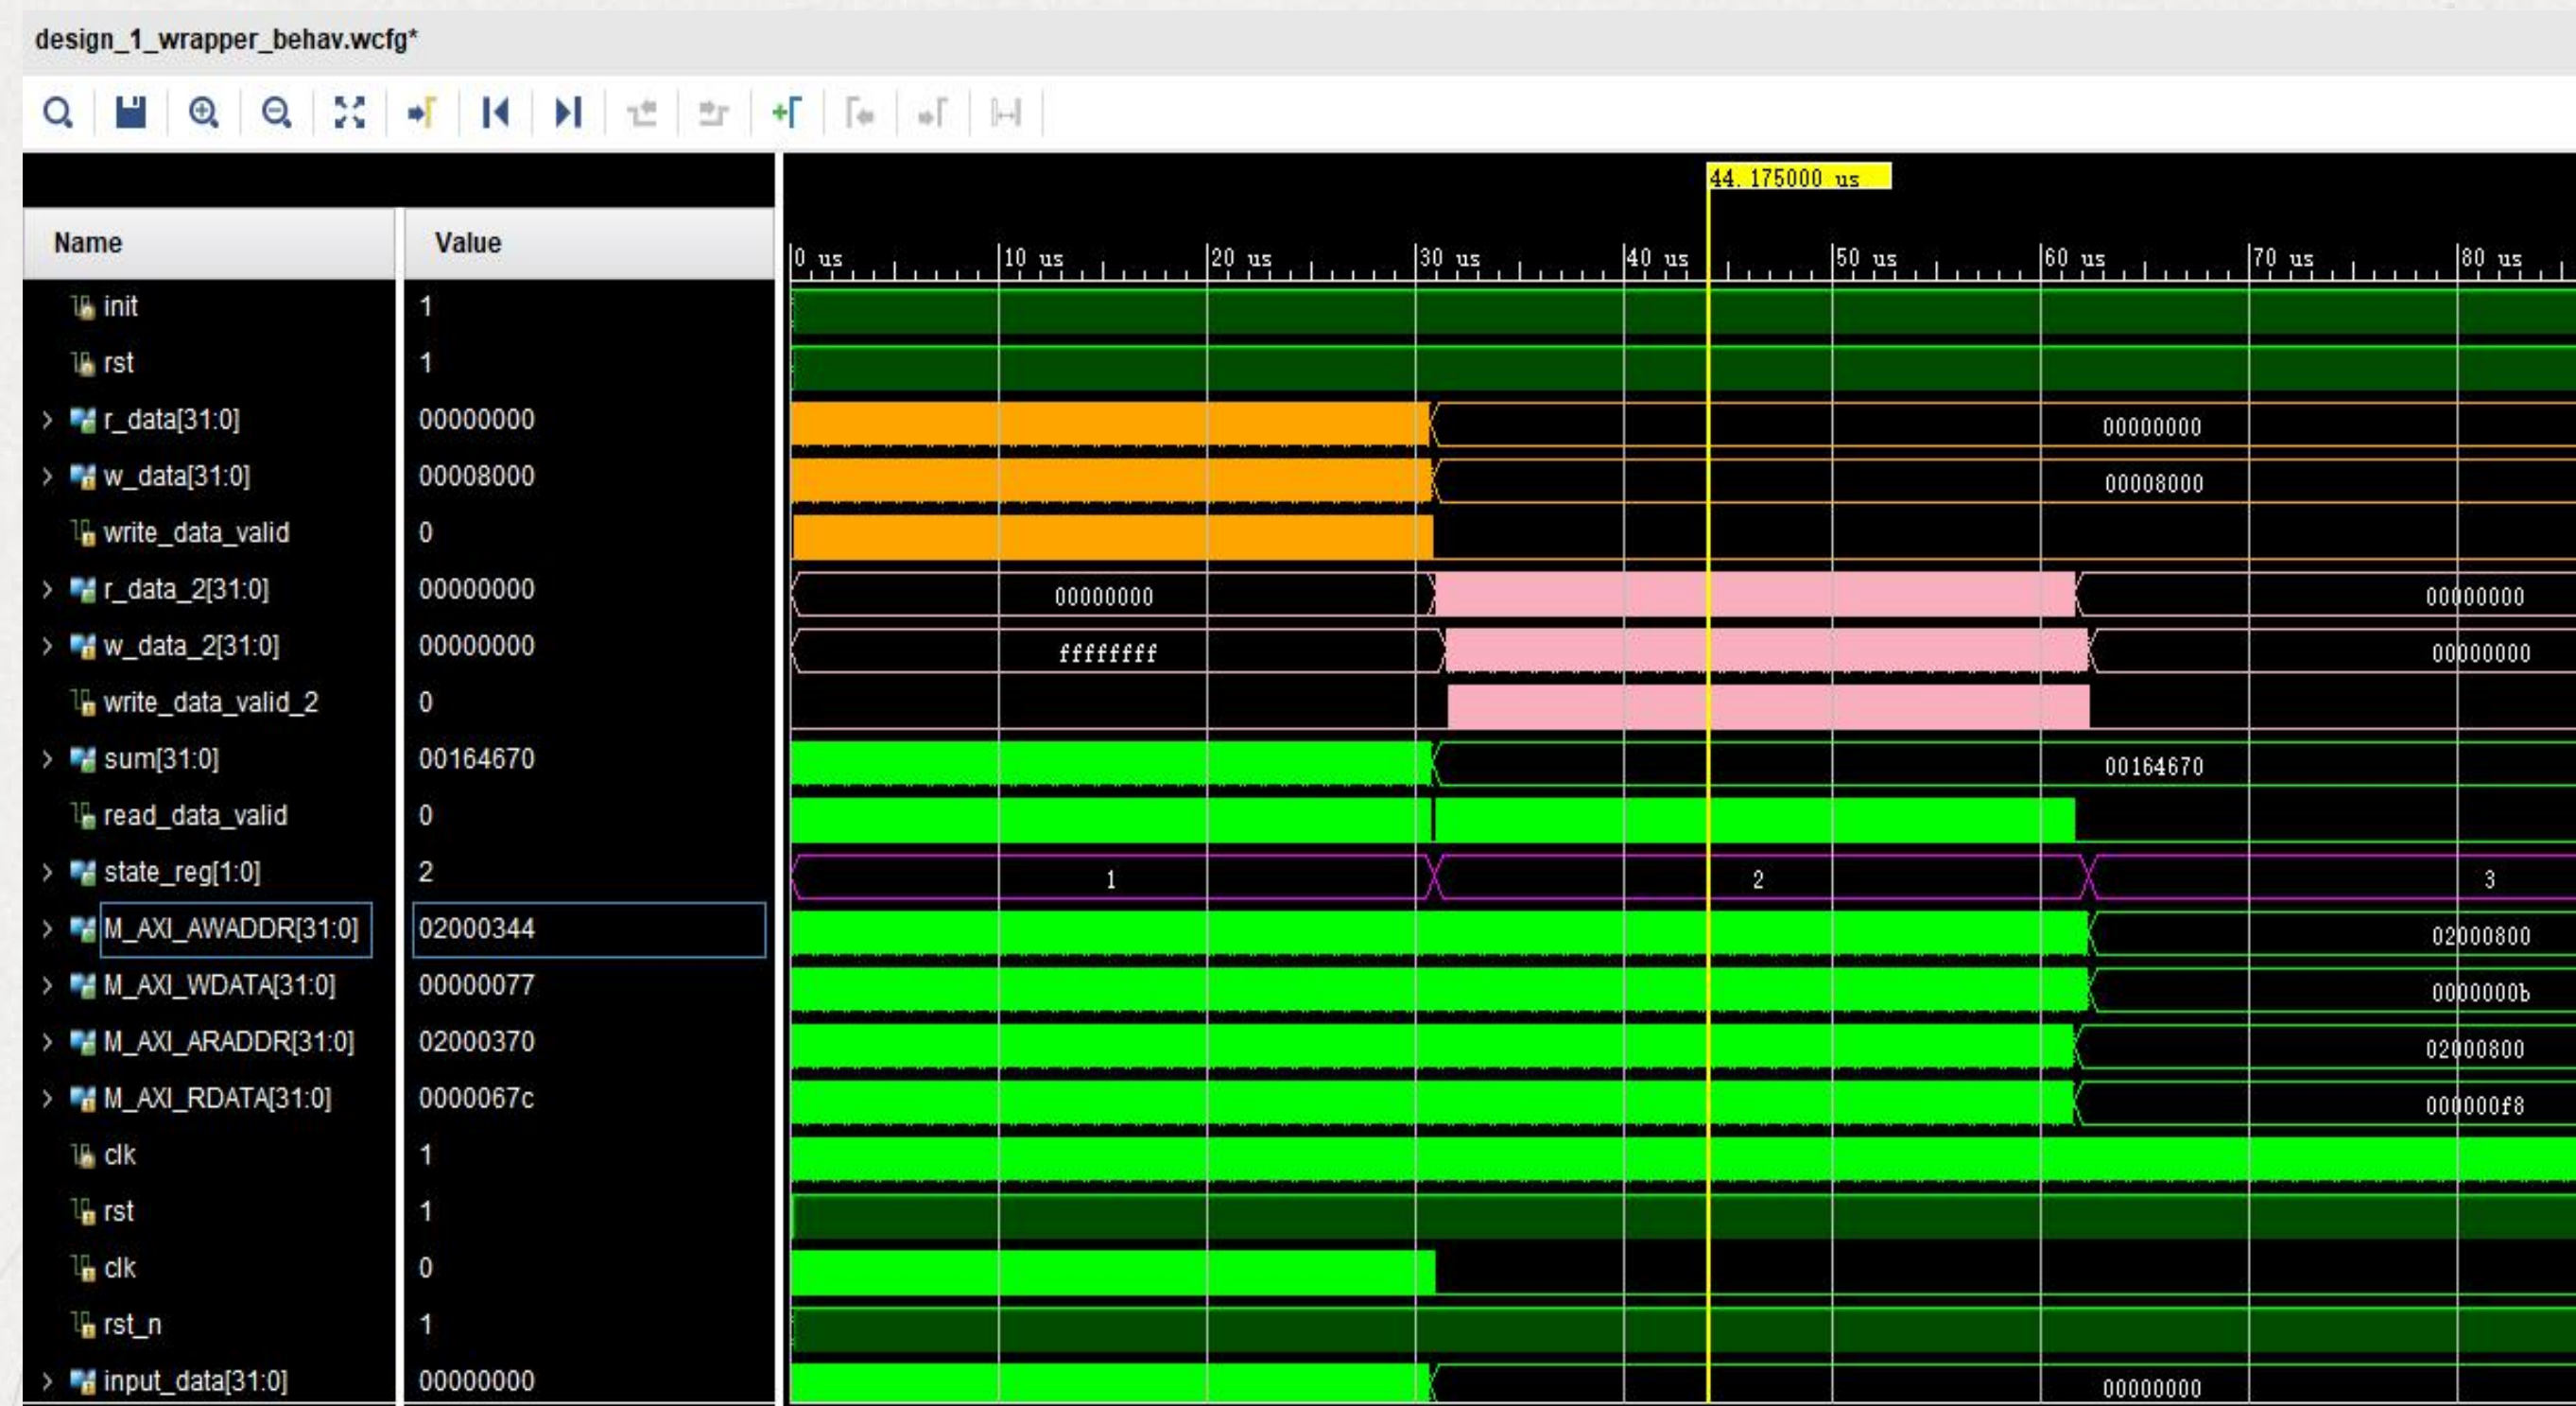 design_1_wrapper_behav.wcfg*
44.175000 us
Name Value
0 us 10 us 20 us 30 us 40 us 50 us 60 us 70 us 80 us
init 1
rst 1
r_data[31:0] 00000000 00000000
w_data[31:0] 00008000 00008000
write_data_valid 0
r_data_2[31:0] 00000000 00000000 00000000
w_data_2[31:0] 00000000 ffffffff 00000000
write_data_valid_2 0
sum[31:0] 00164670 00164670
read_data_valid 0
state_reg[1:0] 2 1 2 3
M_AXI_AWADDR[31:0] 02000344 02000800
M_AXI_WDATA[31:0] 00000077 0000000b
M_AXI_ARADDR[31:0] 02000370 02000800
M_AXI_RDATA[31:0] 0000067c 000000f8
clk 1
rst 1
clk 0
rst_n 1
input_data[31:0] 00000000 00000000